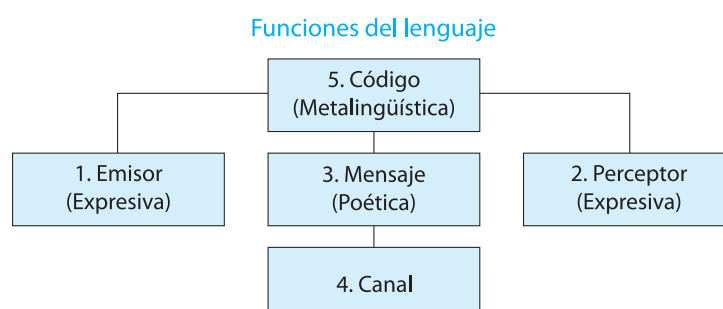 Funciones del lenguaje
5. Código
(Metalingüística)
1. Emisor
(Expresiva)
3. Mensaje
(Poética)
2. Perceptor
(Expresiva)
4. Canal